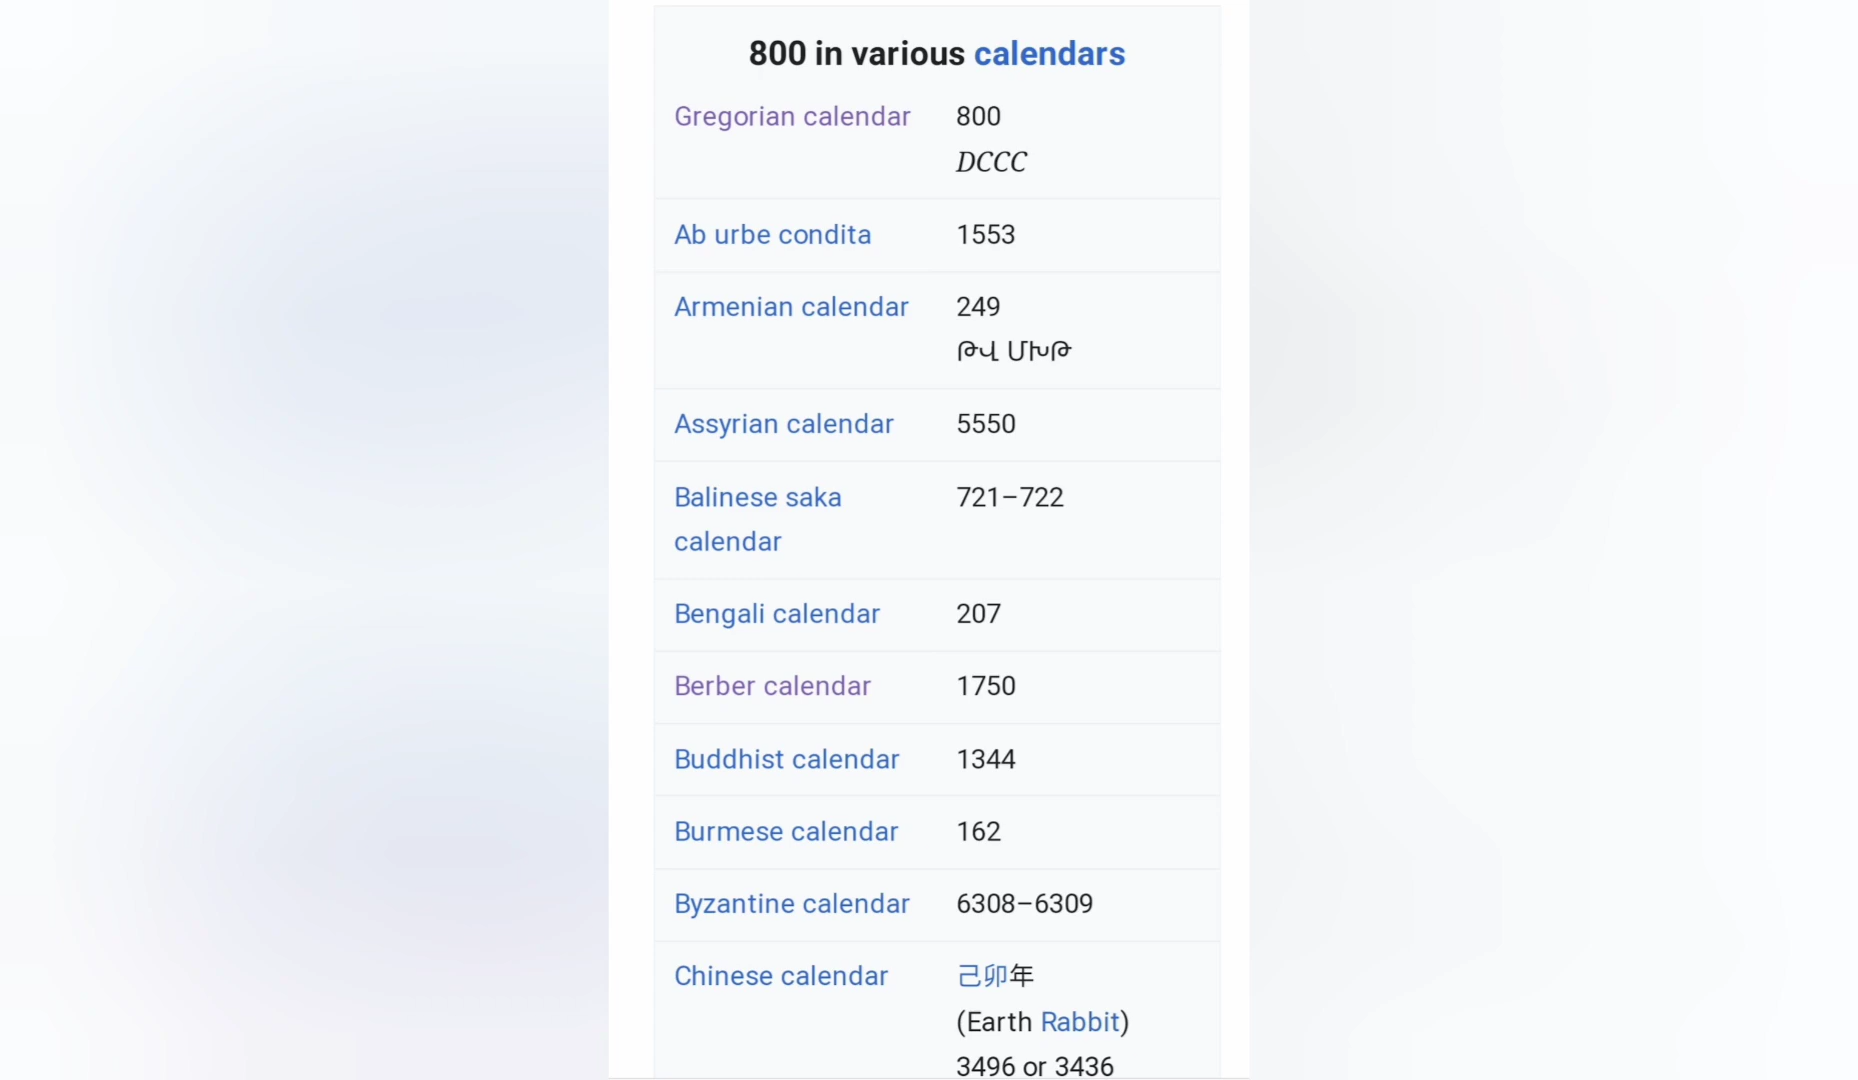 800 in various calendars
Gregorian calendar 800
DCCC
Ab urbe condita 1553
Armenian calendar 249
ԹՎ ՄԽԹ
Assyrian calendar 5550
Balinese saka 721–722
calendar
Bengali calendar 207
Berber calendar 1750
Buddhist calendar 1344
Burmese calendar 162
Byzantine calendar 6308–6309
Chinese calendar 己卯年
(Earth Rabbit)
3496 or 3436